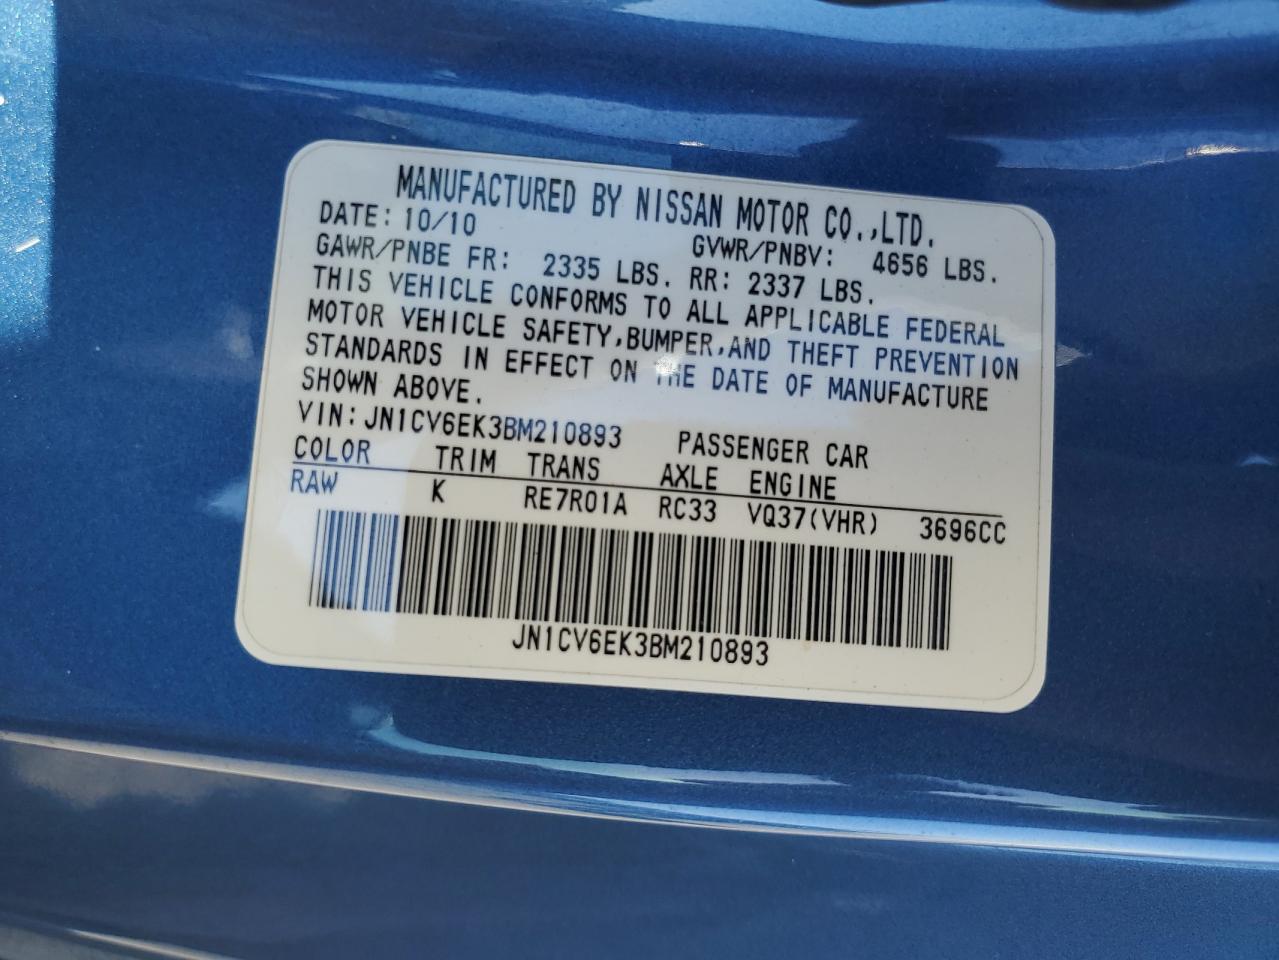 MANUFACTURED BY NISSAN MOTOR CO.,LTD.
DATE: 10/10 GVWR/PNBV: 4656 LBS.
GAWR/PNBE FR: 2335 LBS. RR: 2337 LBS.
THIS VEHICLE CONFORMS TO ALL APPLICABLE FEDERAL
MOTOR VEHICLE SAFETY,BUMPER,AND THEFT PREVENTION
STANDARDS IN EFFECT ON THE DATE OF MANUFACTURE
SHOWN ABOVE.
VIN: JN1CV6EK3BM210893 PASSENGER CAR
COLOR TRIM TRANS AXLE ENGINE
RAW K RE7R01A RC33 VQ37(VHR) 3696CC
JN1CV6EK3BM210893